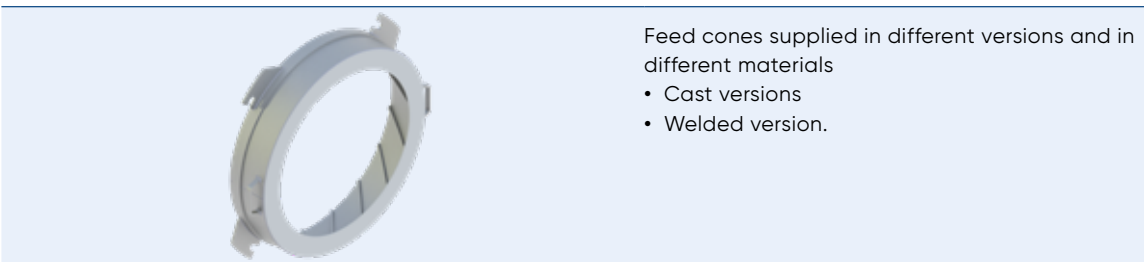 Feed cones supplied in different versions and in
different materials
• Cast versions
• Welded version.